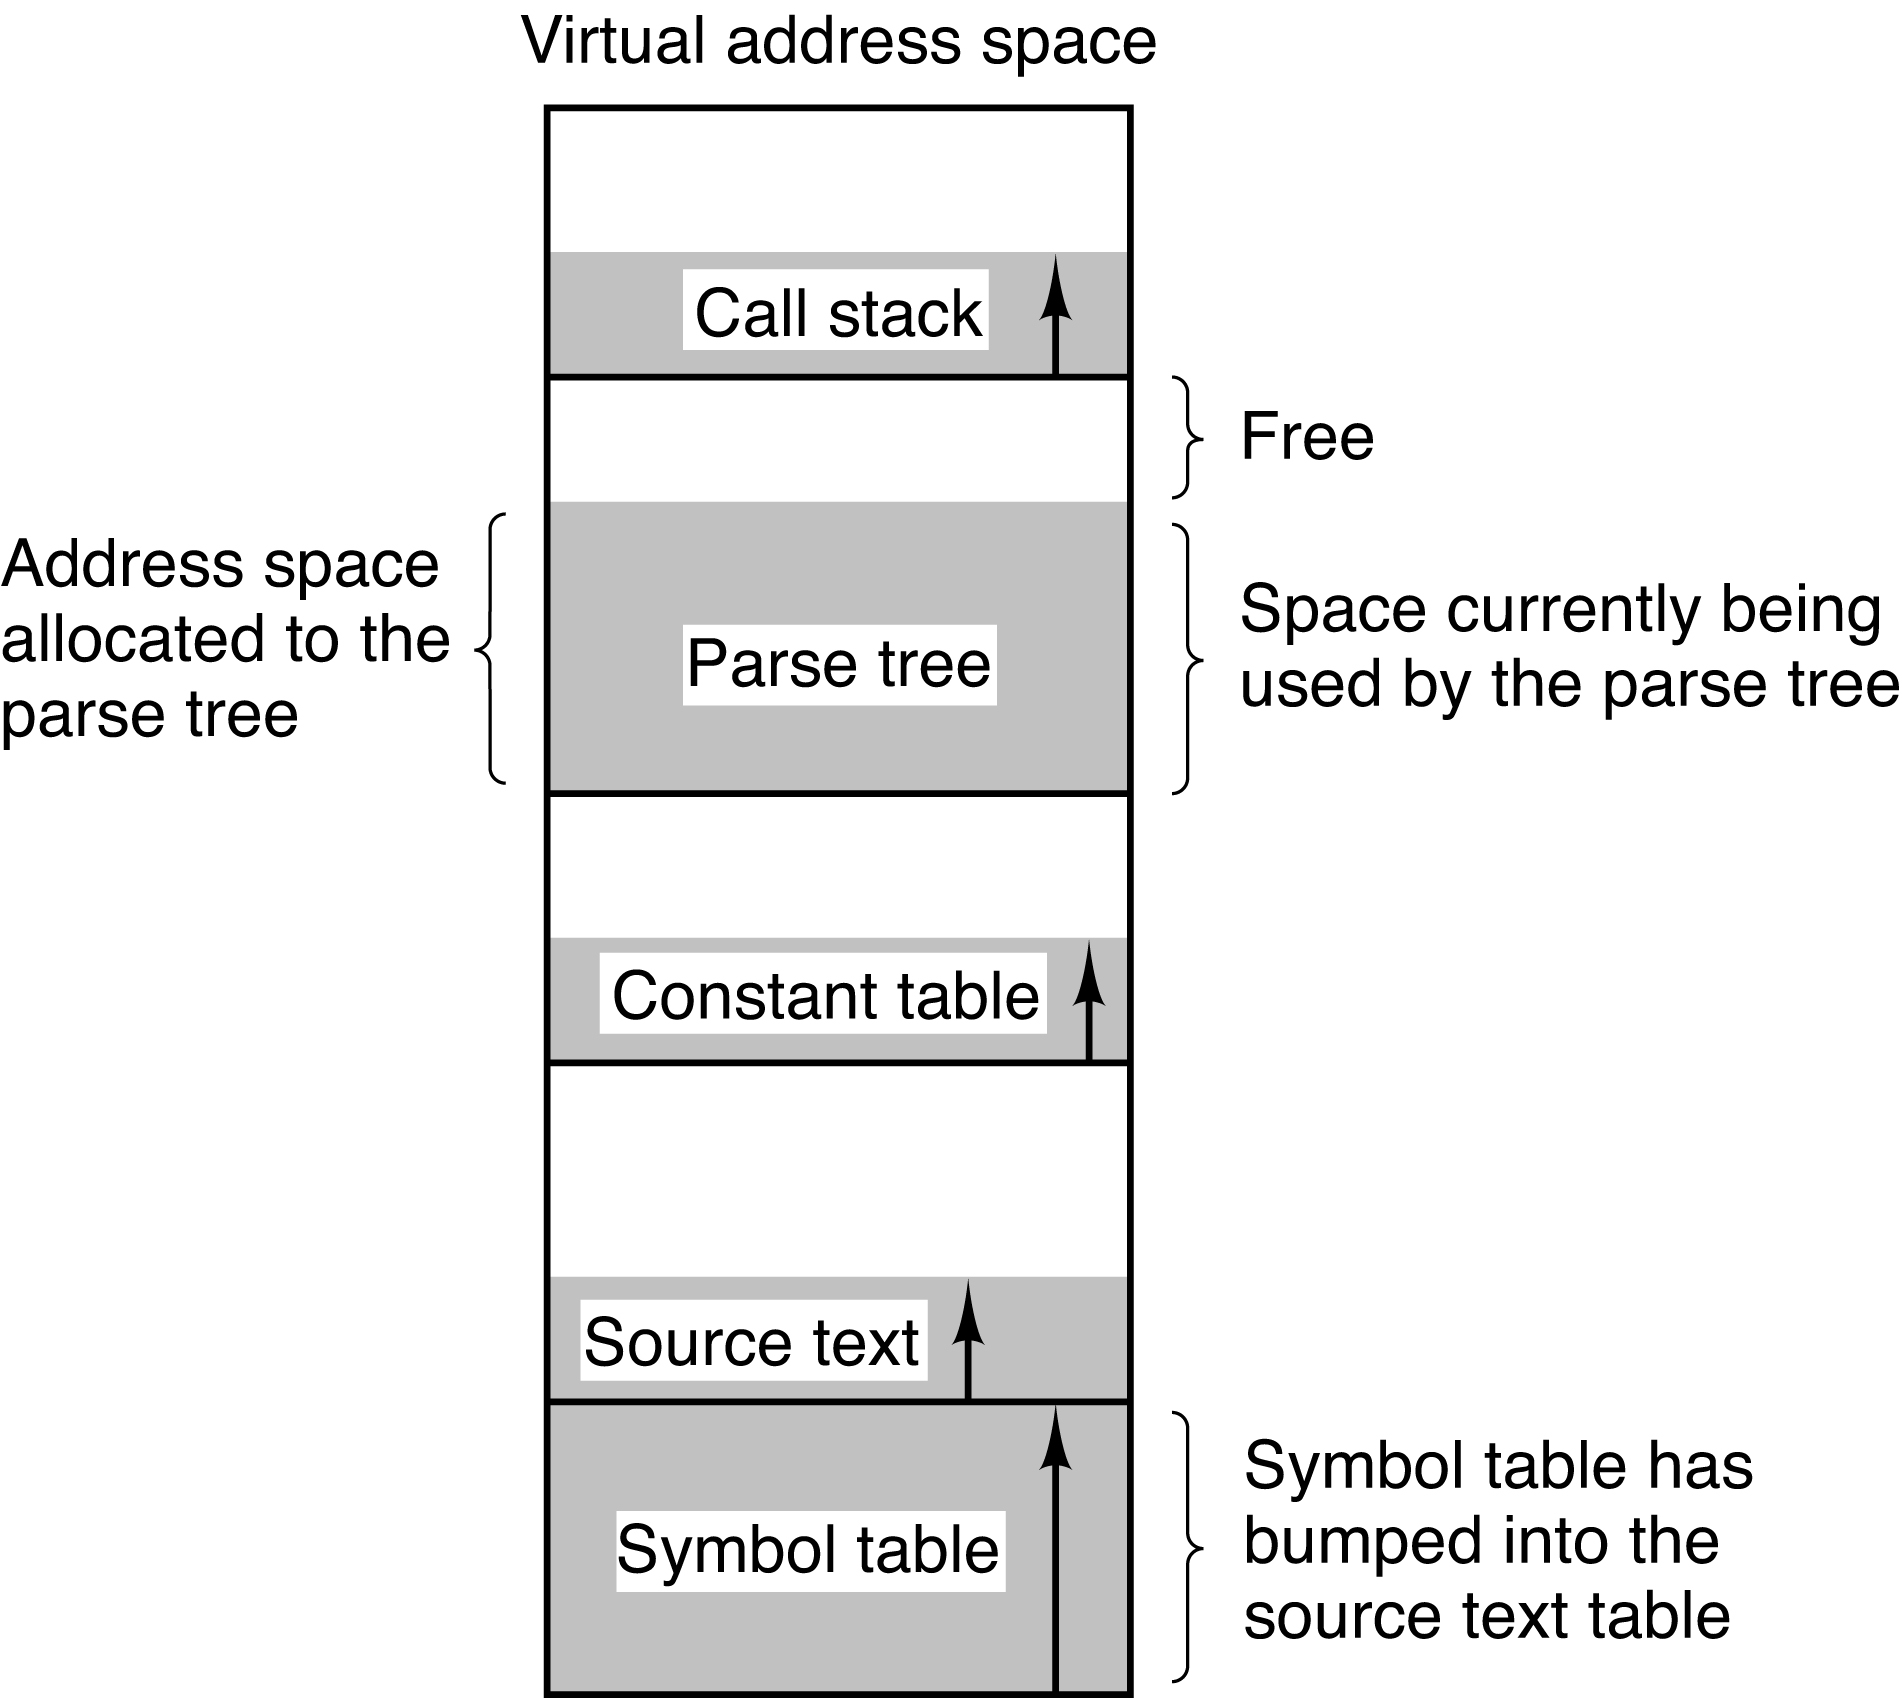 Virtual address space
Call stack
Free
Address space
allocated to the
parse tree
Parse tree
Space currently being
used by the parse tree
Constant table
Source text
Symbol table
Symbol table has
bumped into the
source text table